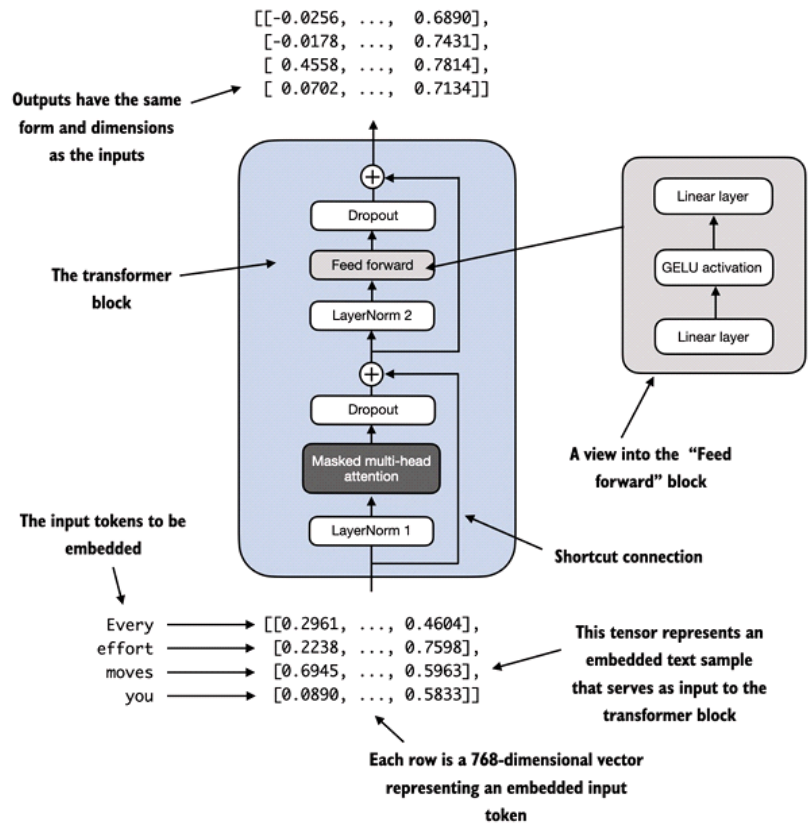 [[-0.0256, ..., 0.6890],
[-0.0178, ..., 0.7431],
[ 0.4558, ..., 0.7814],
[ 0.0702, ..., 0.7134]]
Outputs have the same
form and dimensions
as the inputs
+
Dropout
Feed forward
LayerNorm 2
+
Dropout
Masked multi-head
attention
LayerNorm 1
The transformer
block
Linear layer
GELU activation
Linear layer
A view into the “Feed
forward” block
Shortcut connection
The input tokens to be
embedded
Every
effort
moves
you
[[0.2961, ..., 0.4604],
[0.2238, ..., 0.7598],
[0.6945, ..., 0.5963],
[0.0890, ..., 0.5833]]
This tensor represents an
embedded text sample
that serves as input to the
transformer block
Each row is a 768-dimensional vector
representing an embedded input
token